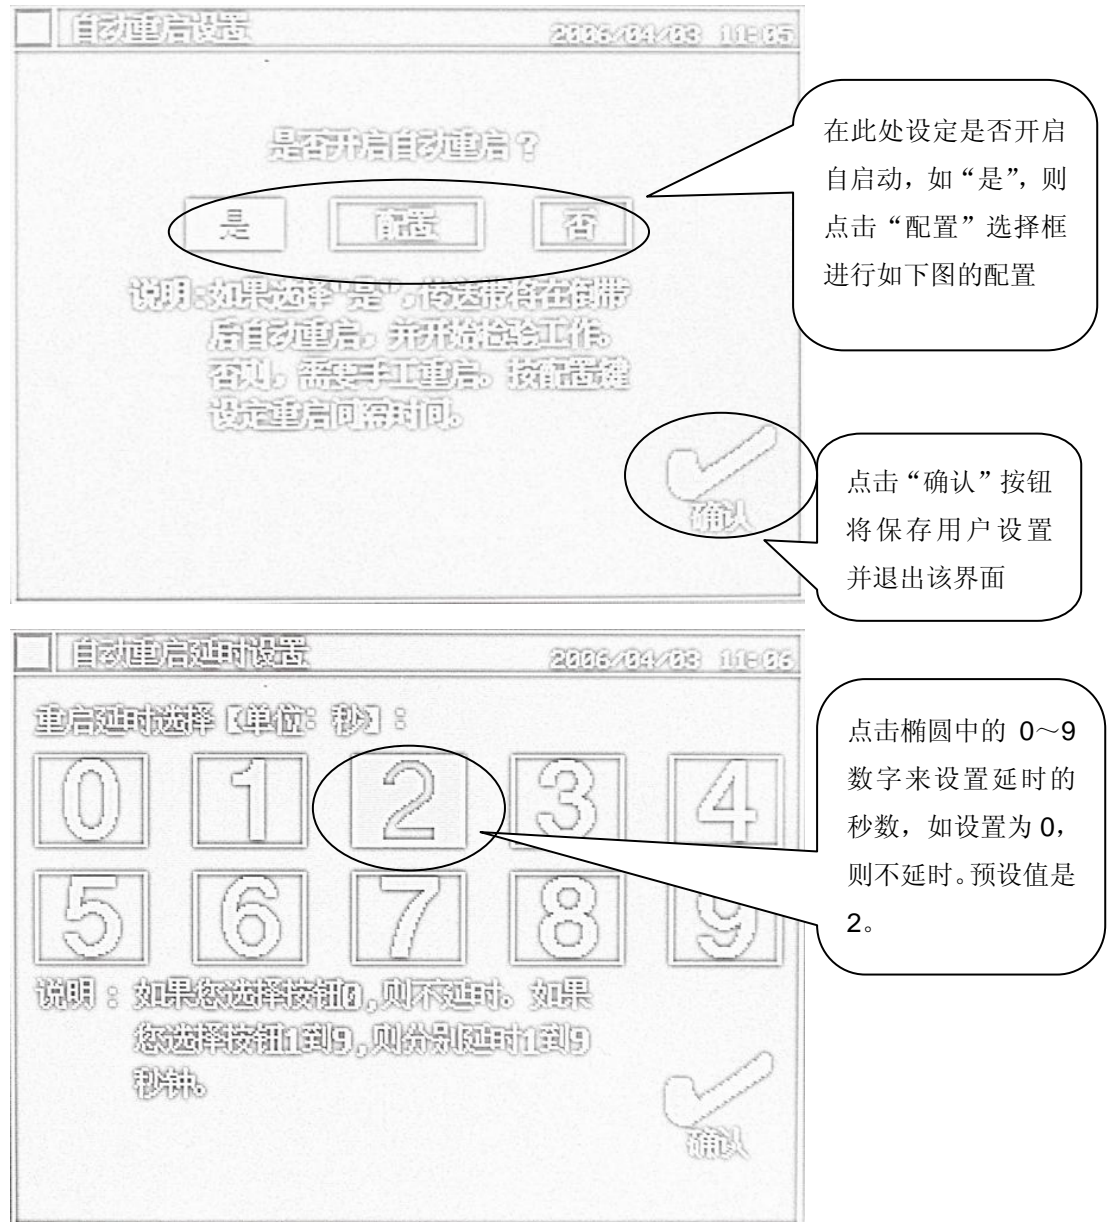 自动重启设置
2006/04/03 11:05
是否开启自动重启？
是
配置
否
说明：如果选择"是"，传送带将在倒带
后自动重启，并开始检验工作。
否则，需要手工重启。按配置键
设定重启间隔时间。
确认
在此处设定是否开启
自启动，如“是”，则
点击“配置”选择框
进行如下图的配置
点击“确认”按钮
将保存用户设置
并退出该界面
自动重启延时设置
2006/04/03 11:06
重启延时选择【单位：秒】：
0
1
2
3
4
5
6
7
8
9
说明：如果您选择按钮0，则不延时。如果
您选择按钮1到9，则分别延时1到9
秒钟。
确认
点击椭圆中的 0～9
数字来设置延时的
秒数，如设置为 0，
则不延时。预设值是
2。